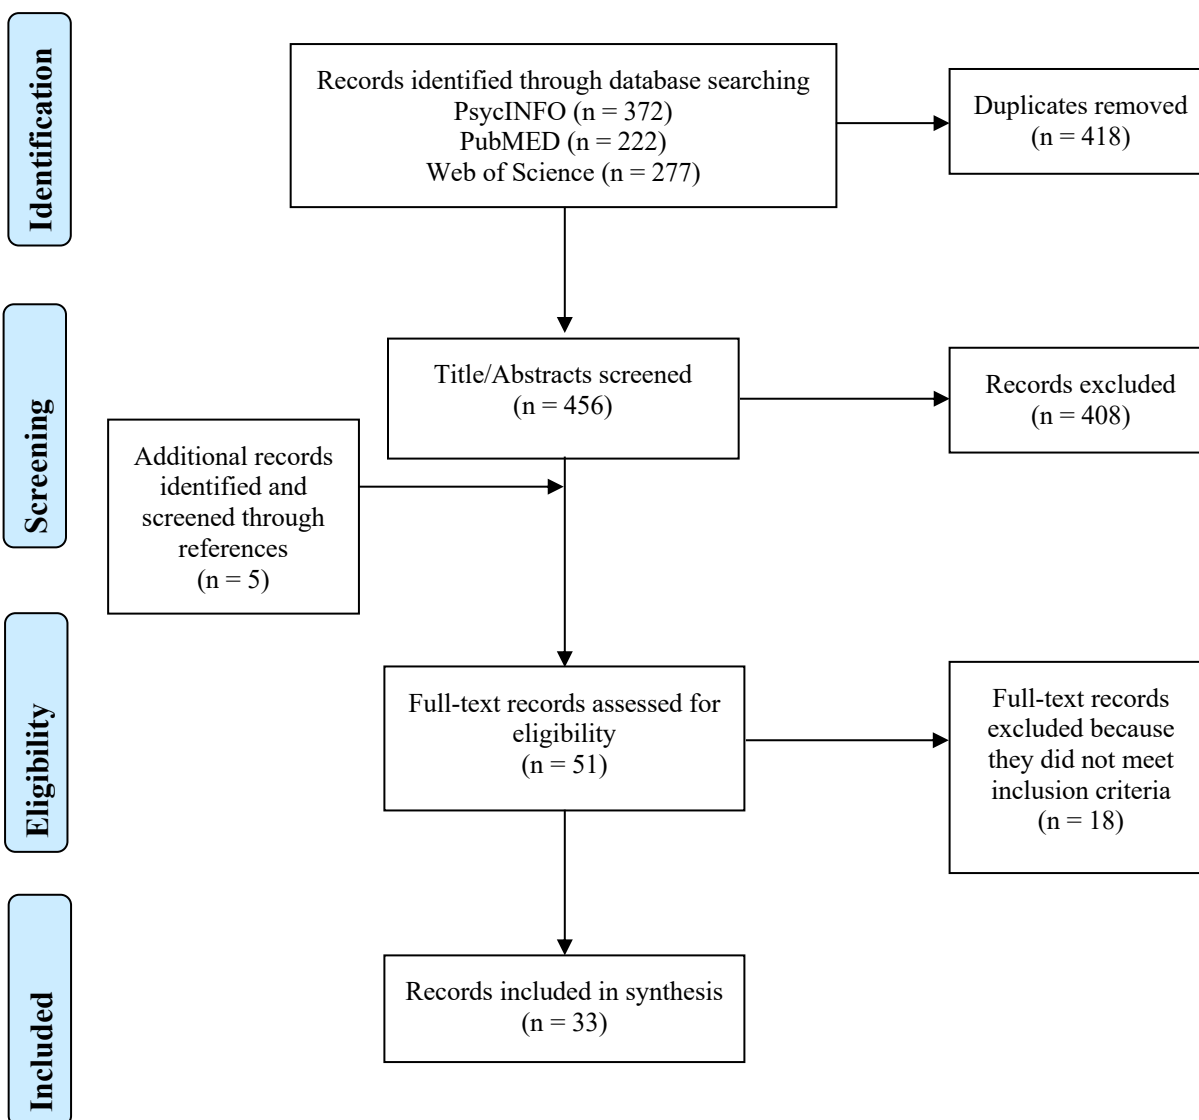 Identification
Records identified through database searching
PsycINFO (n = 372)
PubMED (n = 222)
Web of Science (n = 277)
Duplicates removed
(n = 418)
Screening
Title/Abstracts screened
(n = 456)
Records excluded
(n = 408)
Additional records
identified and
screened through
references
(n = 5)
Eligibility
Full-text records assessed for
eligibility
(n = 51)
Full-text records
excluded because
they did not meet
inclusion criteria
(n = 18)
Included
Records included in synthesis
(n = 33)